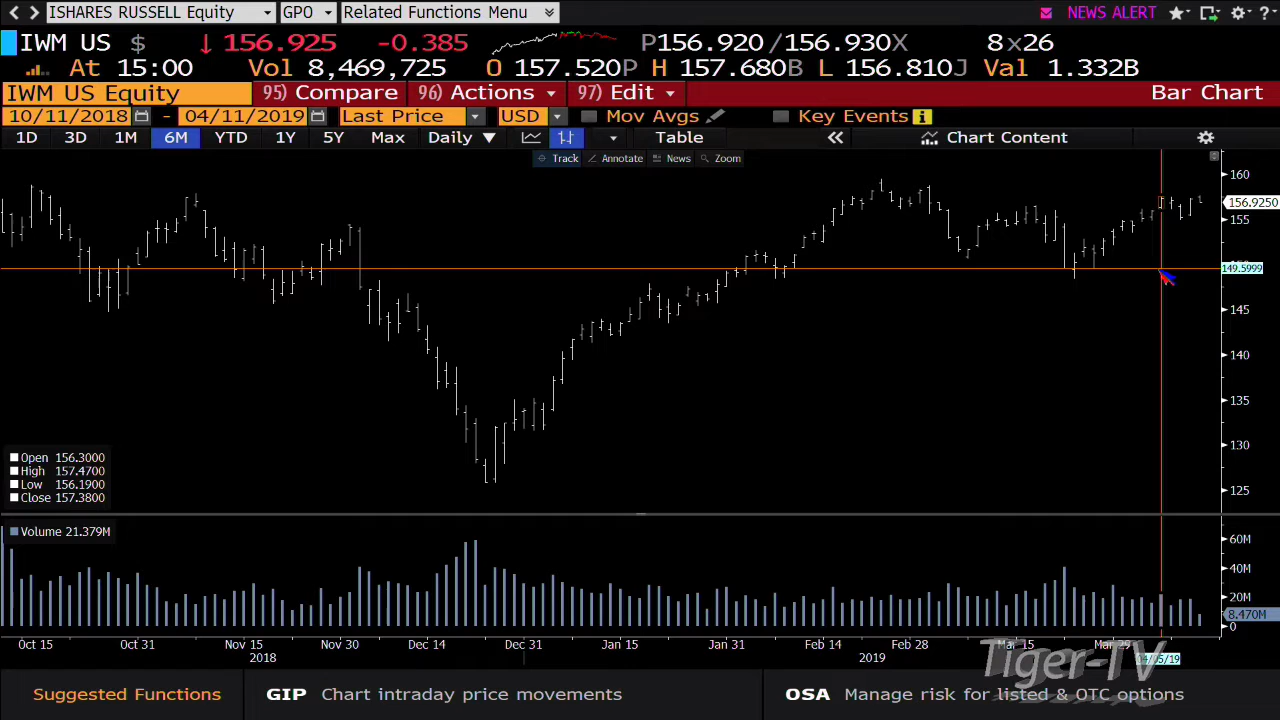 ISHARES RUSSELL Equity GPO Related Functions Menu NEWS ALERT ?
IWM US $ ↓ 156.925 -0.385 P156.920 /156.930X 8x26
At 15:00 Vol 8,469,725 O 157.520P H 157.680B L 156.810J Val 1.332B
IWM US Equity 95) Compare 96) Actions 97) Edit Bar Chart
10/11/2018 - 04/11/2019 Last Price USD Mov Avgs Key Events i
1D 3D 1M 6M YTD 1Y 5Y Max Daily ▼ Table « Chart Content
Track Annotate News Zoom
160
156.9250
155
149.5999
145
140
135
130
125
Open 156.3000
High 157.4700
Low 156.1900
Close 157.3800
Volume 21.379M
60M
40M
20M
8.470M
0
Oct 15 Oct 31 Nov 15 Nov 30 Dec 14 Dec 31 Jan 15 Jan 31 Feb 14 Feb 28 Mar 15 Mar 29
2018 2019 04/05/19
Tiger-TV
Suggested Functions GIP Chart intraday price movements OSA Manage risk for listed & OTC options